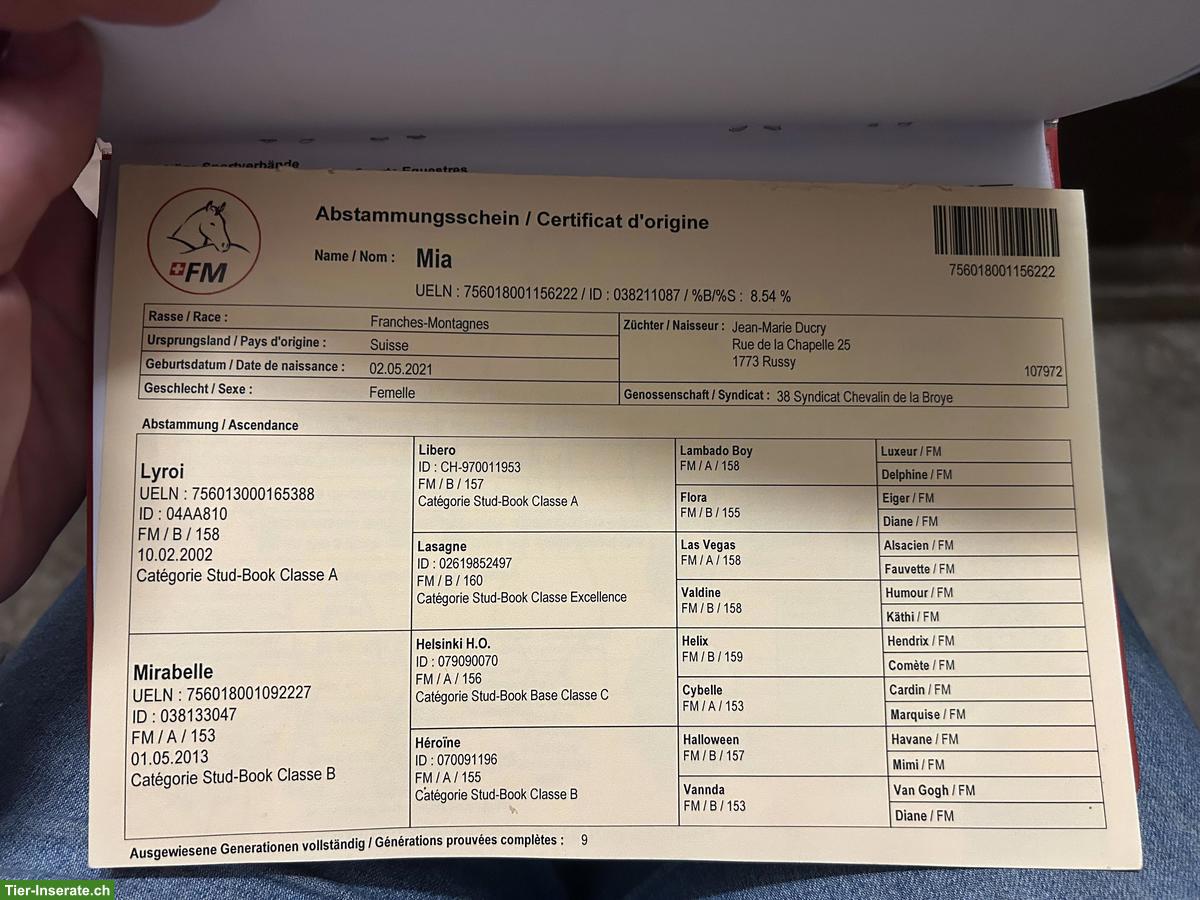 Sportverbände
Sports Equestres
FM
Abstammungsschein / Certificat d'origine
Name / Nom : Mia
UELN : 756018001156222 / ID : 038211087 / %B/%S : 8.54 %
756018001156222
Rasse / Race : Franches-Montagnes
Ursprungsland / Pays d'origine : Suisse
Geburtsdatum / Date de naissance : 02.05.2021
Geschlecht / Sexe : Femelle
Züchter / Naisseur : Jean-Marie Ducry
Rue de la Chapelle 25
1773 Russy
107972
Genossenschaft / Syndicat : 38 Syndicat Chevalin de la Broye
Abstammung / Ascendance
Lyroi
UELN : 756013000165388
ID : 04AA810
FM / B / 158
10.02.2002
Catégorie Stud-Book Classe A
Mirabelle
UELN : 756018001092227
ID : 038133047
FM / A / 153
01.05.2013
Catégorie Stud-Book Classe B
Libero
ID : CH-970011953
FM / B / 157
Catégorie Stud-Book Classe A
Lasagne
ID : 02619852497
FM / B / 160
Catégorie Stud-Book Classe Excellence
Helsinki H.O.
ID : 079090070
FM / A / 156
Catégorie Stud-Book Base Classe C
Héroïne
ID : 070091196
FM / A / 155
Catégorie Stud-Book Classe B
Lambado Boy
FM / A / 158
Flora
FM / B / 155
Las Vegas
FM / A / 158
Valdine
FM / B / 158
Helix
FM / B / 159
Cybelle
FM / A / 153
Halloween
FM / B / 157
Vannda
FM / B / 153
Luxeur / FM
Delphine / FM
Eiger / FM
Diane / FM
Alsacien / FM
Fauvette / FM
Humour / FM
Käthi / FM
Hendrix / FM
Comète / FM
Cardin / FM
Marquise / FM
Havane / FM
Mimi / FM
Van Gogh / FM
Diane / FM
Ausgewiesene Generationen vollständig / Générations prouvées complètes : 9
Tier-Inserate.ch